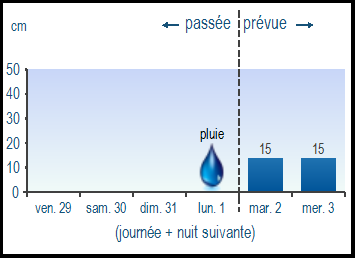 ← passée prévue →
cm
50
40
30
20
10
0
pluie
15 15
ven. 29 sam. 30 dim. 31 lun. 1 mar. 2 mer. 3
(journée + nuit suivante)